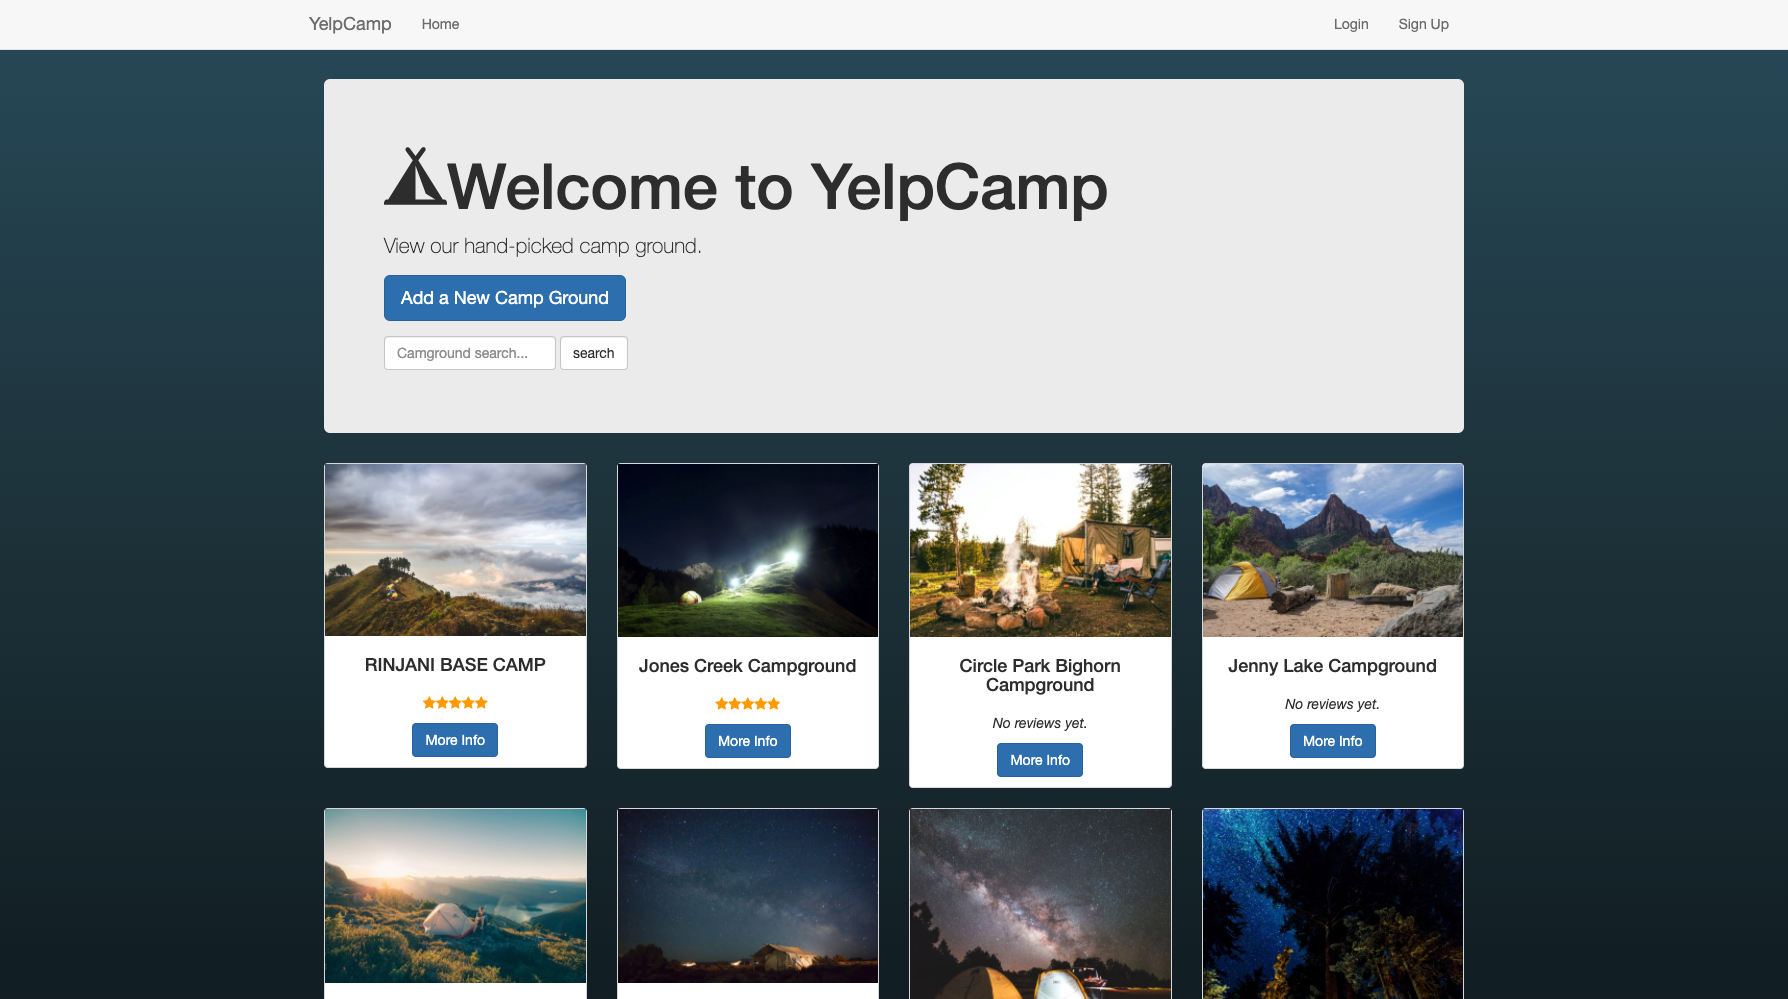 YelpCamp Home Login Sign Up
Welcome to YelpCamp
View our hand-picked camp ground.
Add a New Camp Ground
Camground search... search
RINJANI BASE CAMP
More Info
Jones Creek Campground
More Info
Circle Park Bighorn
Campground
No reviews yet.
More Info
Jenny Lake Campground
No reviews yet.
More Info